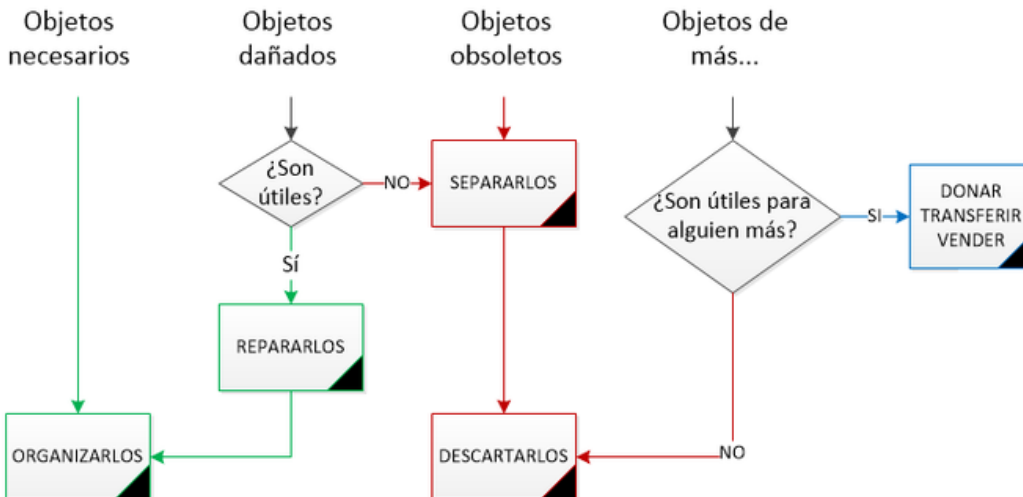 Objetos
necesarios
Objetos
dañados
Objetos
obsoletos
Objetos de
más...
¿Son
útiles?
NO
SEPARARLOS
¿Son útiles para
alguien más?
SI
DONAR
TRANSFERIR
VENDER
Sí
REPARARLOS
ORGANIZARLOS
DESCARTARLOS
NO